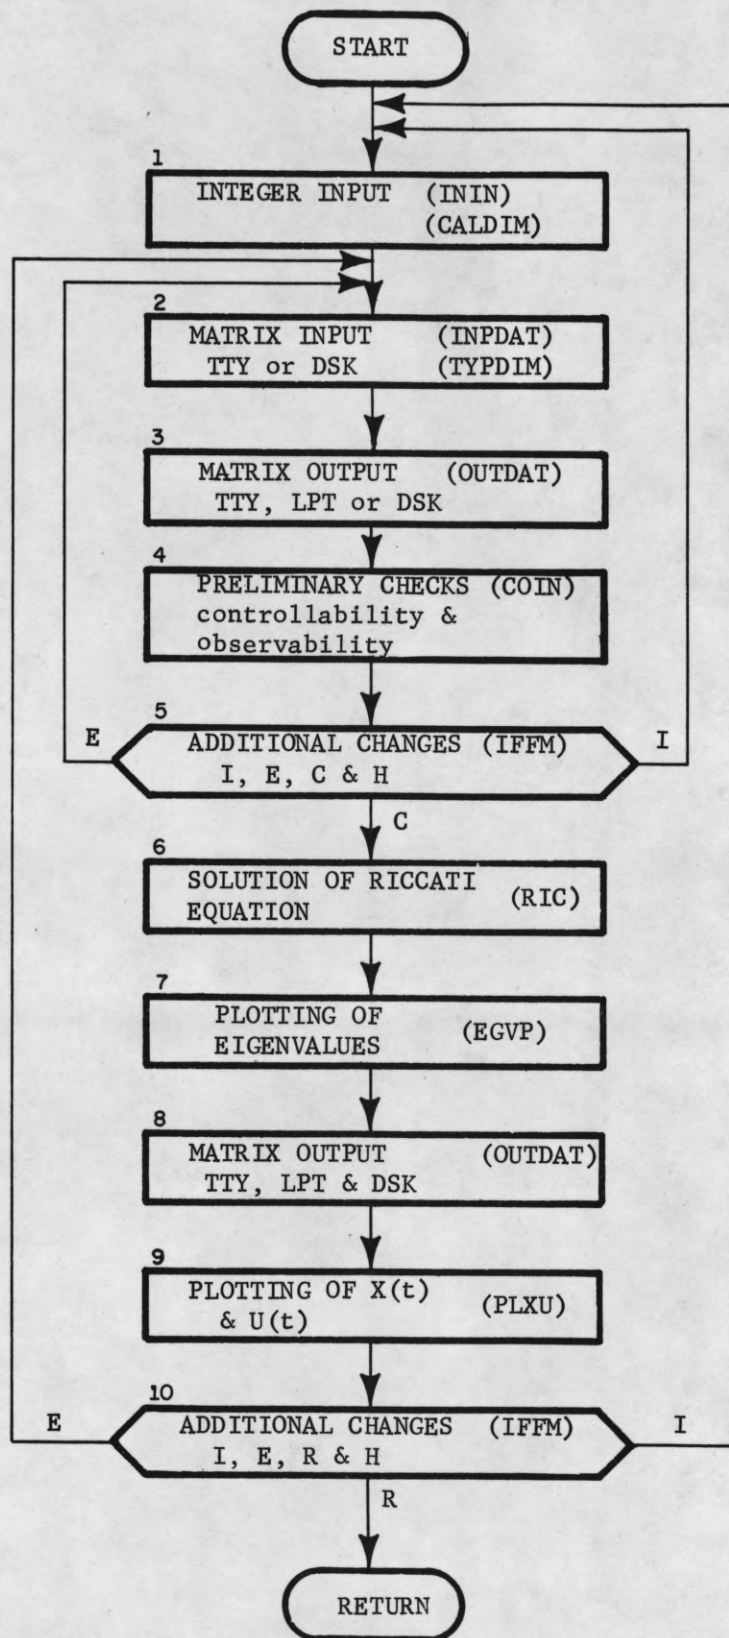 START
1
INTEGER INPUT (ININ)
(CALDIM)
2
MATRIX INPUT (INPDAT)
TTY or DSK (TYPDIM)
3
MATRIX OUTPUT (OUTDAT)
TTY, LPT or DSK
4
PRELIMINARY CHECKS (COIN)
controllability &
observability
5
E
ADDITIONAL CHANGES (IFFM)
I
I, E, C & H
C
6
SOLUTION OF RICCATI
EQUATION (RIC)
7
PLOTTING OF
EIGENVALUES (EGVP)
8
MATRIX OUTPUT (OUTDAT)
TTY, LPT & DSK
9
PLOTTING OF X(t)
& U(t) (PLXU)
10
E
ADDITIONAL CHANGES (IFFM)
I
I, E, R & H
R
RETURN